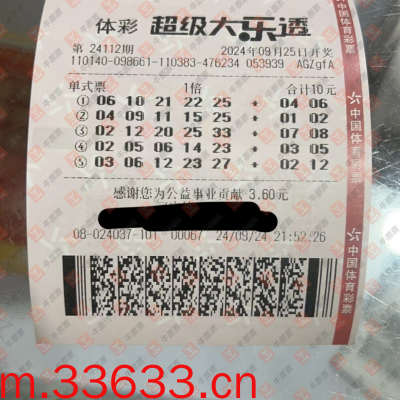 体彩 超级大乐透
第 24112期 2024年09月25日开奖
110140-098661-110383-476234 053939 AGZgfA
单式票 1倍 合计10元
① 06 10 21 22 25 + 04 06
② 04 09 11 15 25 + 01 02
③ 02 12 20 25 33 + 07 08
④ 02 05 06 14 23 + 03 05
⑤ 03 06 12 23 27 + 02 12
感谢您为公益事业贡献 3.60元
08-024037-101 00067 24/09/24 21:52:26
中国体育彩票
中国体育彩票
m.33633.cn